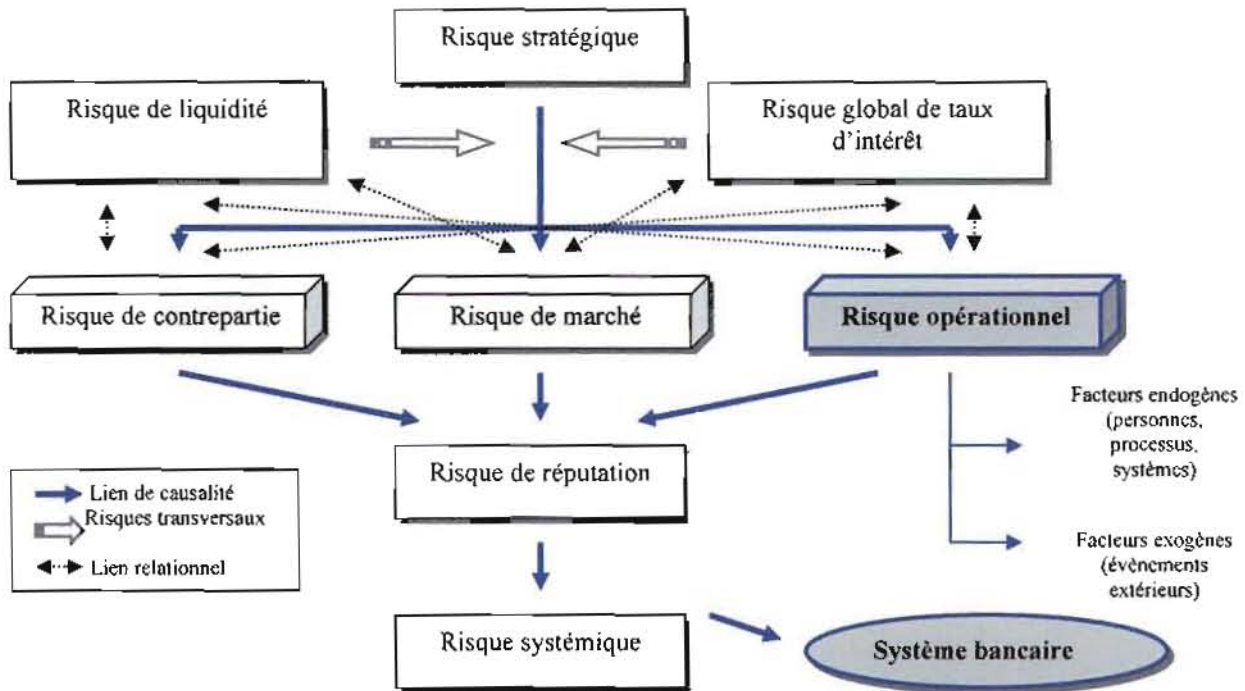 Risque stratégique
Risque de liquidité
Risque global de taux
d'intérêt
Risque de contrepartie
Risque de marché
Risque opérationnel
Facteurs endogènes
(personnes,
processus,
systèmes)
Risque de réputation
Lien de causalité
Risques transversaux
Lien relationnel
Facteurs exogènes
(évènements
extérieurs)
Risque systémique
Système bancaire